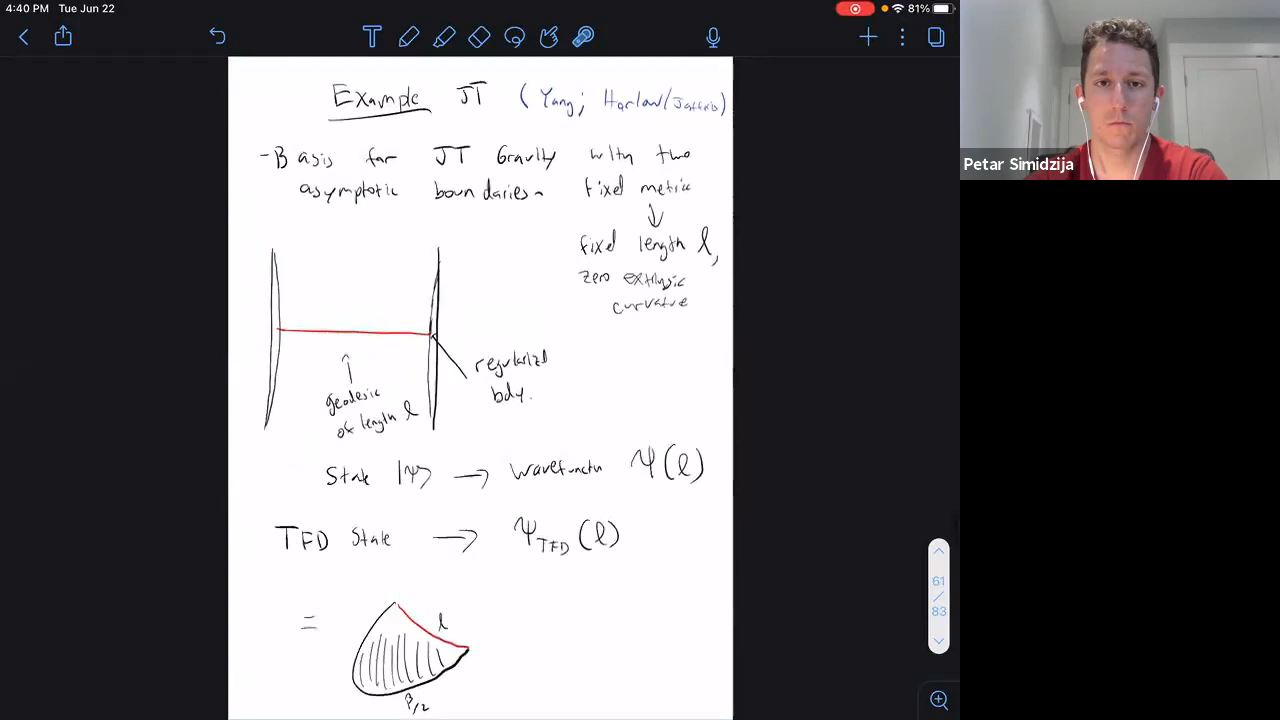 4:40 PM Tue Jun 22
81%
Example JT (Yang; Harlow/Jafferis)
- Basis for JT Gravity with two
asymptotic boundaries - fixed metric
↓
fixed length l,
zero extrinsic
curvature
geodesic
of length l
regularized
bdy.
State |Ψ⟩ → Wavefunctn Ψ(l)
TFD State → Ψ_TFD (l)
=
l
β/2
61
/
83
Petar Simidzija